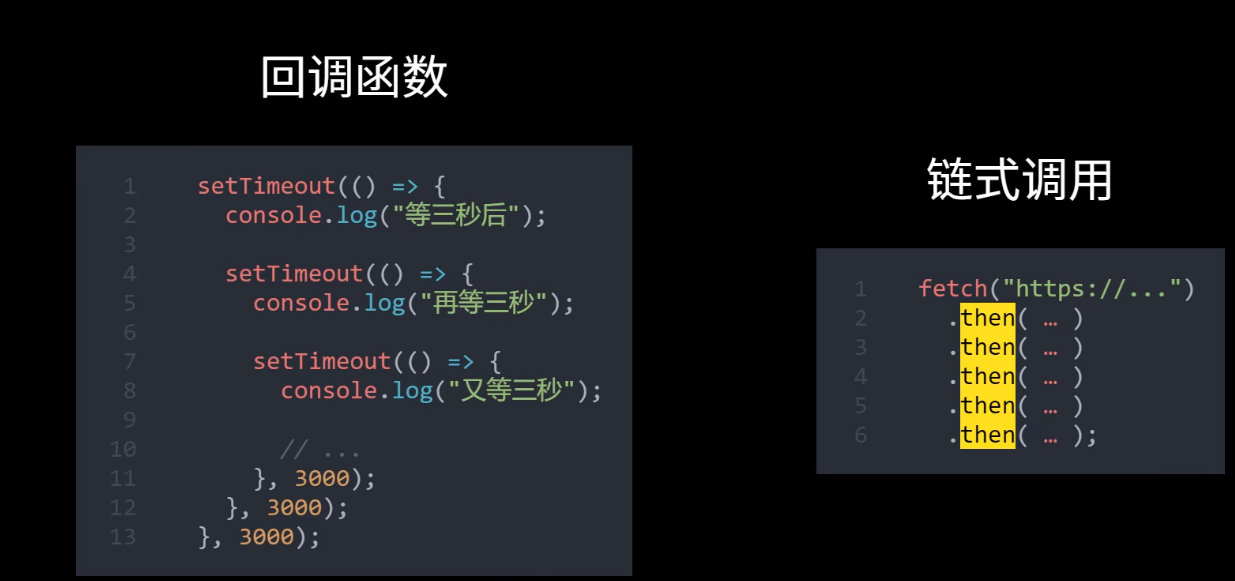 回调函数
1 setTimeout(() => {
2 console.log("等三秒后");
3
4 setTimeout(() => {
5 console.log("再等三秒");
6
7 setTimeout(() => {
8 console.log("又等三秒");
9
10 // ...
11 }, 3000);
12 }, 3000);
13 }, 3000);
链式调用
1 fetch("https://...")
2 .then( … )
3 .then( … )
4 .then( … )
5 .then( … )
6 .then( … );